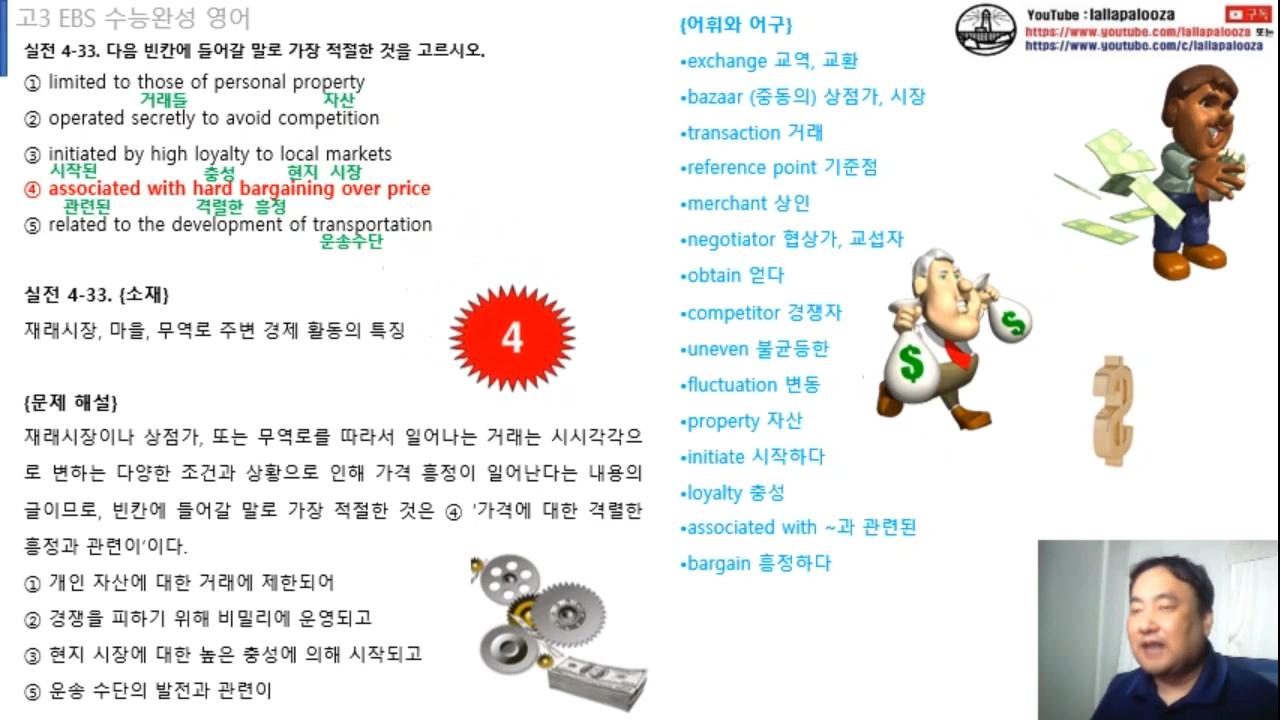 고3 EBS 수능완성 영어
실전 4-33. 다음 빈칸에 들어갈 말로 가장 적절한 것을 고르시오.
① limited to those of personal property
거래들 자산
② operated secretly to avoid competition
③ initiated by high loyalty to local markets
시작된 충성 현지 시장
④ associated with hard bargaining over price
관련된 격렬한 흥정
⑤ related to the development of transportation
운송수단
실전 4-33. {소재}
재래시장, 마을, 무역로 주변 경제 활동의 특징
4
{문제 해설}
재래시장이나 상점가, 또는 무역로를 따라서 일어나는 거래는 시시각각으
로 변하는 다양한 조건과 상황으로 인해 가격 흥정이 일어난다는 내용의
글이므로, 빈칸에 들어갈 말로 가장 적절한 것은 ④ ‘가격에 대한 격렬한
흥정과 관련이’이다.
① 개인 자산에 대한 거래에 제한되어
② 경쟁을 피하기 위해 비밀리에 운영되고
③ 현지 시장에 대한 높은 충성에 의해 시작되고
⑤ 운송 수단의 발전과 관련이
{어휘와 어구}
•exchange 교역, 교환
•bazaar (중동의) 상점가, 시장
•transaction 거래
•reference point 기준점
•merchant 상인
•negotiator 협상가, 교섭자
•obtain 얻다
•competitor 경쟁자
•uneven 불균등한
•fluctuation 변동
•property 자산
•initiate 시작하다
•loyalty 충성
•associated with ~과 관련된
•bargain 흥정하다
YouTube : lallapalooza 구독
https://www.youtube.com/lallapalooza 또는
https://www.youtube.com/c/lallapalooza
$
$
$